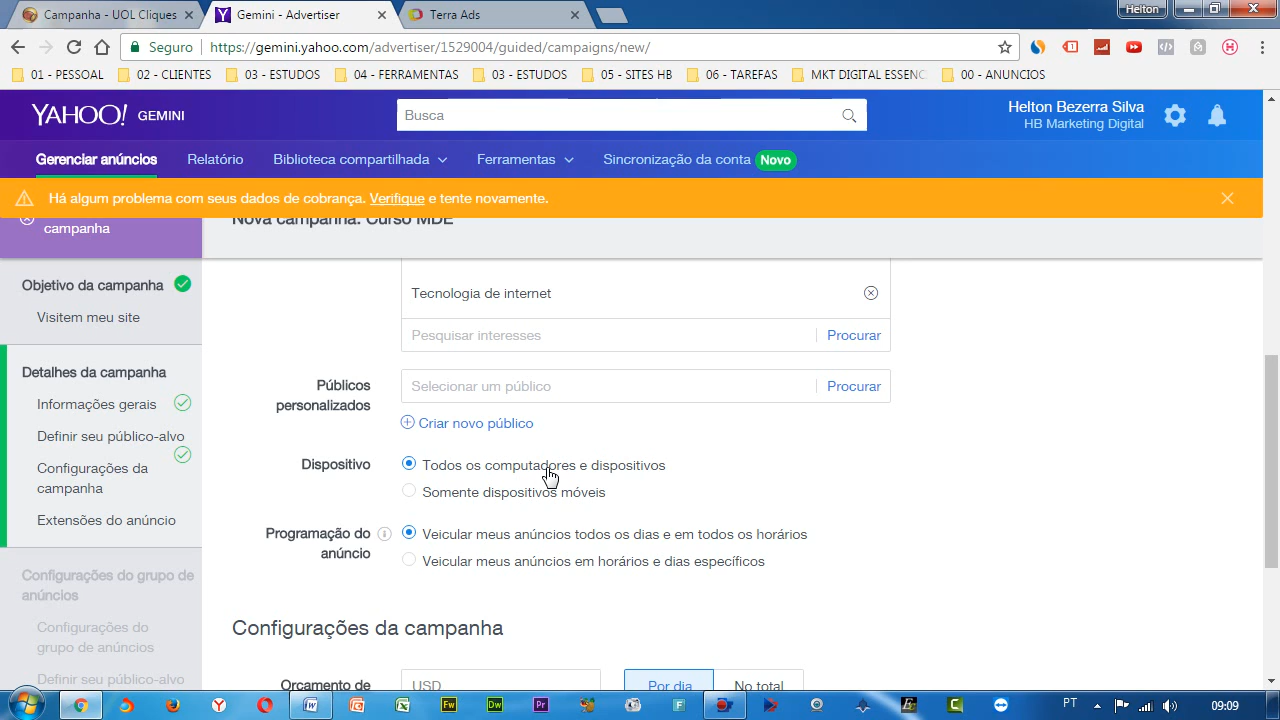 Campanha - UOL Cliques
Gemini - Advertiser
Terra Ads
Helton
Seguro
https://gemini.yahoo.com/advertiser/1529004/guided/campaigns/new/
01 - PESSOAL
02 - CLIENTES
03 - ESTUDOS
04 - FERRAMENTAS
03 - ESTUDOS
05 - SITES HB
06 - TAREFAS
MKT DIGITAL ESSENC
00 - ANUNCIOS
YAHOO! GEMINI
Busca
Helton Bezerra Silva
HB Marketing Digital
Gerenciar anúncios
Relatório
Biblioteca compartilhada
Ferramentas
Sincronização da conta Novo
Há algum problema com seus dados de cobrança. Verifique e tente novamente.
campanha
Nova campanha: Curso MDE
Objetivo da campanha
Visitem meu site
Detalhes da campanha
Informações gerais
Definir seu público-alvo
Configurações da
campanha
Extensões do anúncio
Configurações do grupo de
anúncios
Configurações do
grupo de anúncios
Definir seu público-alvo
Tecnologia de internet
Pesquisar interesses
Procurar
Públicos
personalizados
Selecionar um público
Procurar
Criar novo público
Dispositivo
Todos os computadores e dispositivos
Somente dispositivos móveis
Programação do
anúncio
Veicular meus anúncios todos os dias e em todos os horários
Veicular meus anúncios em horários e dias específicos
Configurações da campanha
Orçamento de
USD
Por dia
No total
PT
09:09